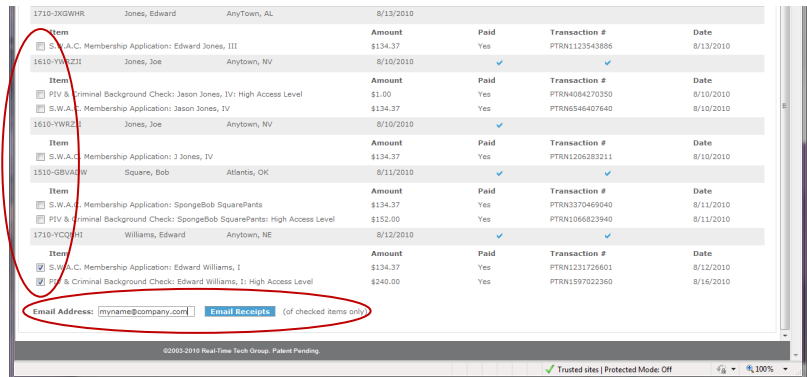 1710-JXGWHR Jones, Edward AnyTown, AL 8/13/2010
Item Amount Paid Transaction # Date
S.W.A.C. Membership Application: Edward Jones, III $134.37 Yes PTRN1123543886 8/13/2010
1610-YWRZJI Jones, Joe Anytown, NV 8/10/2010
Item Amount Paid Transaction # Date
PIV & Criminal Background Check: Jason Jones, IV: High Access Level $1.00 Yes PTRN4084270350 8/10/2010
S.W.A.C. Membership Application: Jason Jones, IV $134.37 Yes PTRN6546407640 8/10/2010
1610-YWRZJI Jones, Joe Anytown, NV 8/10/2010
Item Amount Paid Transaction # Date
S.W.A.C. Membership Application: J Jones, IV $134.37 Yes PTRN1206283211 8/10/2010
1510-GBVADW Square, Bob Atlantis, OK 8/11/2010
Item Amount Paid Transaction # Date
S.W.A.C. Membership Application: SpongeBob SquarePants $134.37 Yes PTRN3370469040 8/11/2010
PIV & Criminal Background Check: SpongeBob SquarePants: High Access Level $152.00 Yes PTRN1066823940 8/11/2010
Williams, Edward Anytown, NE 8/12/2010
Item Amount Paid Transaction # Date
S.W.A.C. Membership Application: Edward Williams, I $134.37 Yes PTRN1231726601 8/12/2010
PIV & Criminal Background Check: Edward Williams, I: High Access Level $240.00 Yes PTRN1597022360 8/16/2010
Email Address: myname@company.com Email Receipts (of checked items only)
©2003-2010 Real-Time Tech Group. Patent Pending.
Trusted sites | Protected Mode: Off 100%